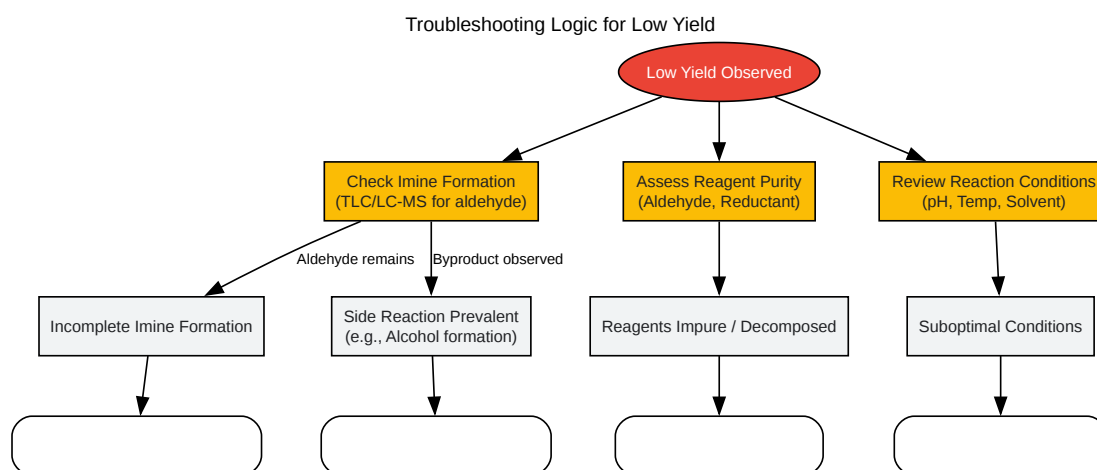 Troubleshooting Logic for Low Yield
Low Yield Observed
Check Imine Formation
(TLC/LC-MS for aldehyde)
Assess Reagent Purity
(Aldehyde, Reductant)
Review Reaction Conditions
(pH, Temp, Solvent)
Aldehyde remains
Byproduct observed
Incomplete Imine Formation
Side Reaction Prevalent
(e.g., Alcohol formation)
Reagents Impure / Decomposed
Suboptimal Conditions